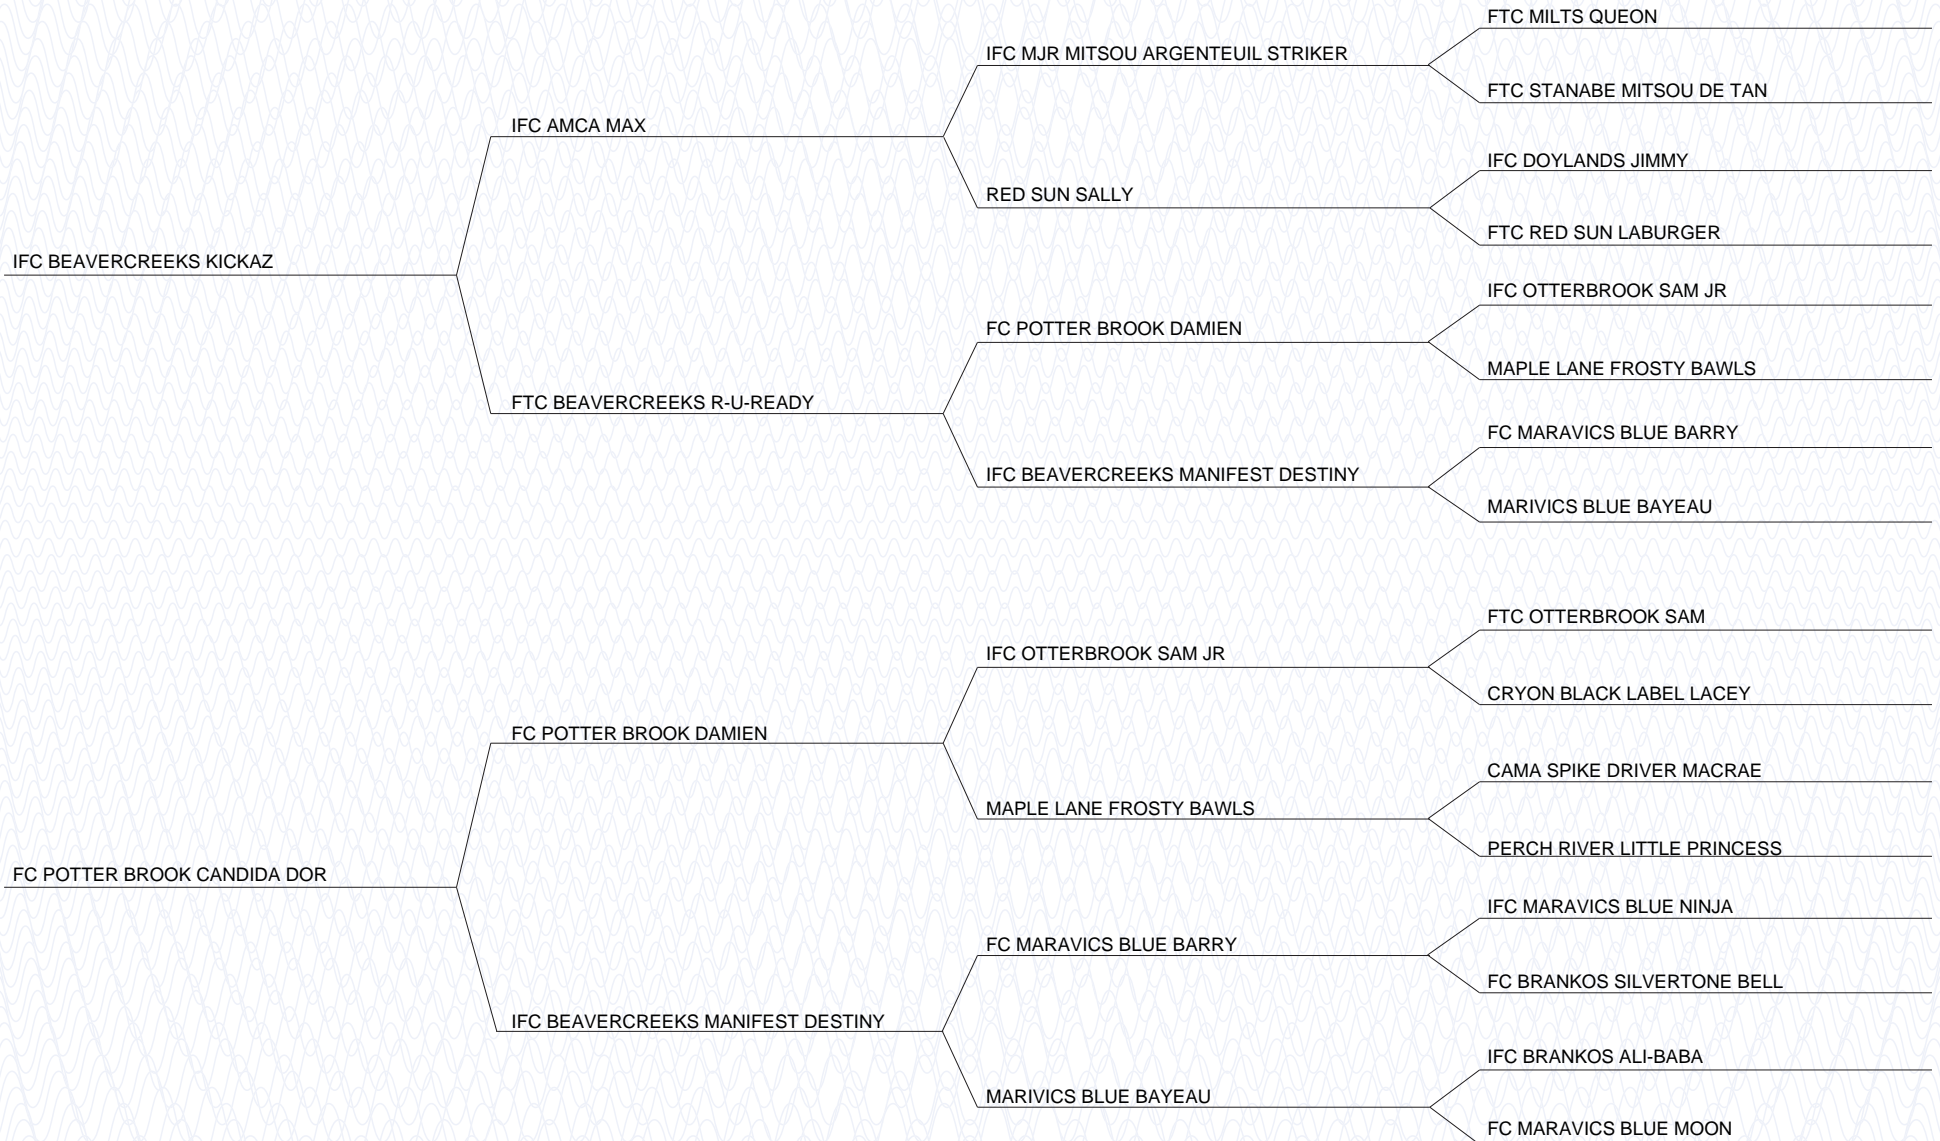 FTC MILTS QUEON
IFC MJR MITSOU ARGENTEUIL STRIKER
FTC STANABE MITSOU DE TAN
IFC AMCA MAX
IFC DOYLANDS JIMMY
RED SUN SALLY
FTC RED SUN LABURGER
IFC BEAVERCREEKS KICKAZ
IFC OTTERBROOK SAM JR
FC POTTER BROOK DAMIEN
MAPLE LANE FROSTY BAWLS
FTC BEAVERCREEKS R-U-READY
FC MARAVICS BLUE BARRY
IFC BEAVERCREEKS MANIFEST DESTINY
MARIVICS BLUE BAYEAU
FTC OTTERBROOK SAM
IFC OTTERBROOK SAM JR
CRYON BLACK LABEL LACEY
FC POTTER BROOK DAMIEN
CAMA SPIKE DRIVER MACRAE
MAPLE LANE FROSTY BAWLS
PERCH RIVER LITTLE PRINCESS
FC POTTER BROOK CANDIDA DOR
IFC MARAVICS BLUE NINJA
FC MARAVICS BLUE BARRY
FC BRANKOS SILVERTONE BELL
IFC BEAVERCREEKS MANIFEST DESTINY
IFC BRANKOS ALI-BABA
MARIVICS BLUE BAYEAU
FC MARAVICS BLUE MOON